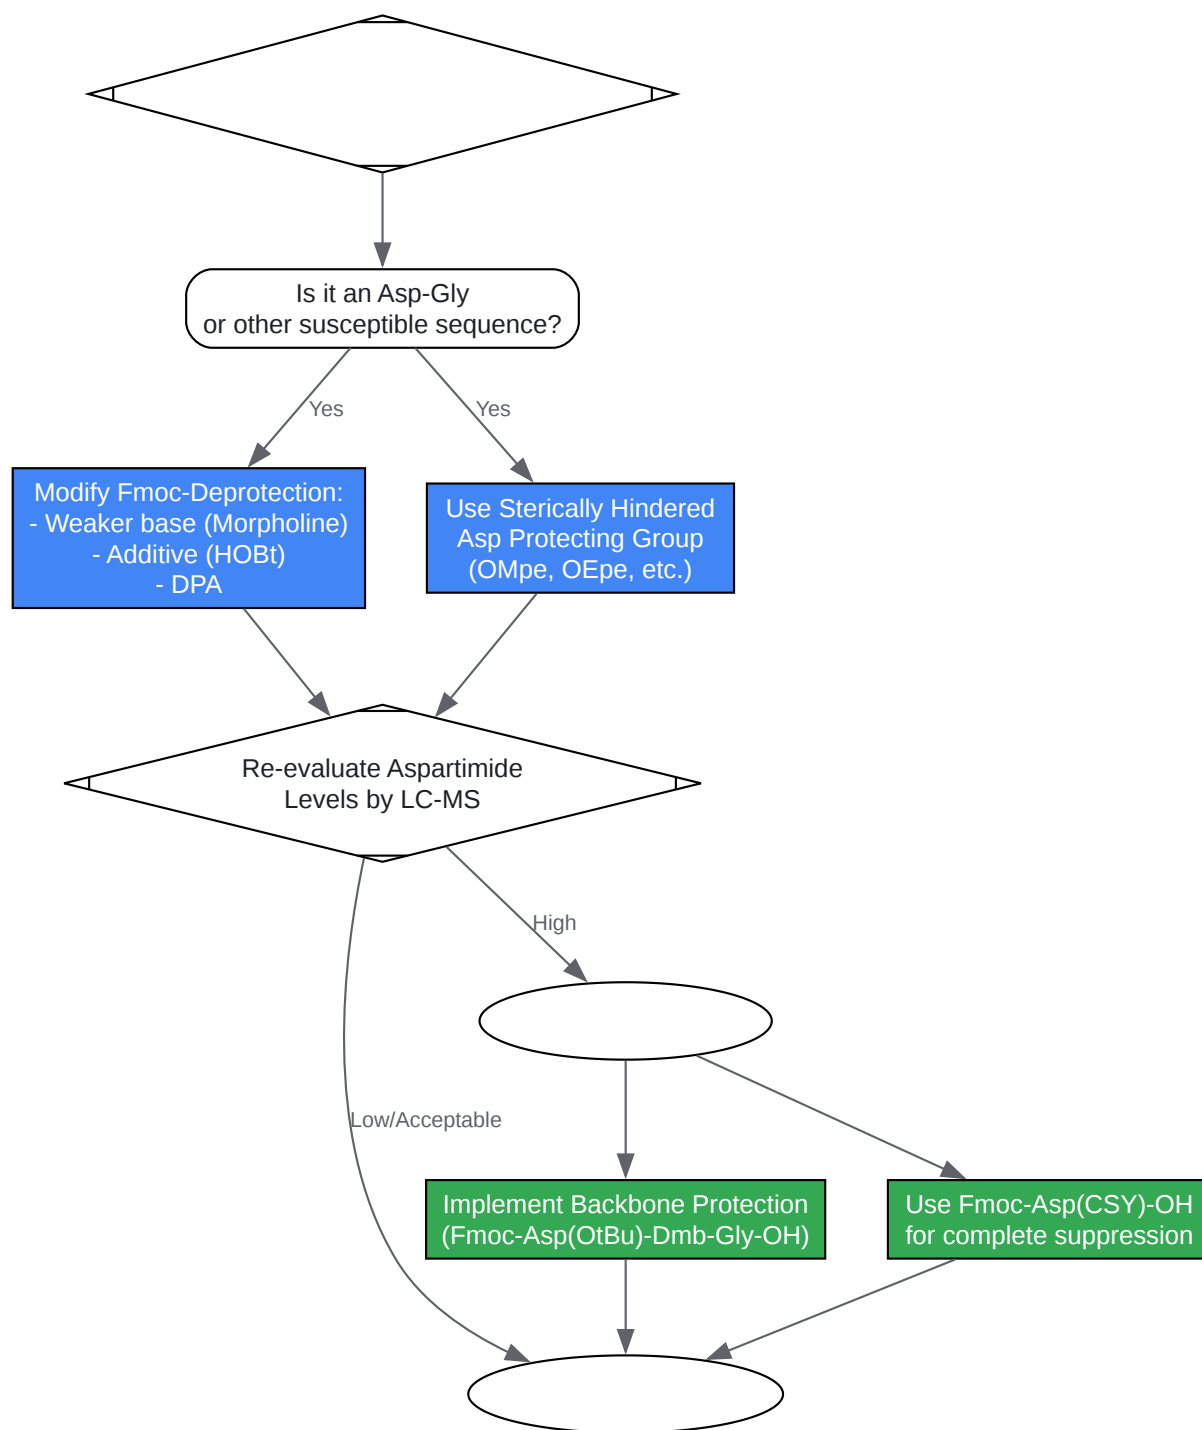 Is it an Asp-Gly
or other susceptible sequence?
Yes
Yes
Modify Fmoc-Deprotection:
- Weaker base (Morpholine)
- Additive (HOBt)
- DPA
Use Sterically Hindered
Asp Protecting Group
(OMpe, OEpe, etc.)
Re-evaluate Aspartimide
Levels by LC-MS
High
Low/Acceptable
Implement Backbone Protection
(Fmoc-Asp(OtBu)-Dmb-Gly-OH)
Use Fmoc-Asp(CSY)-OH
for complete suppression